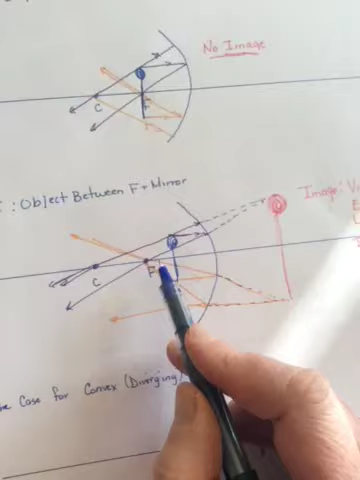 No Image
F
C
: Object Between F + Mirror
Image: V
E
L
F
C
Case for Convex (Diverging)